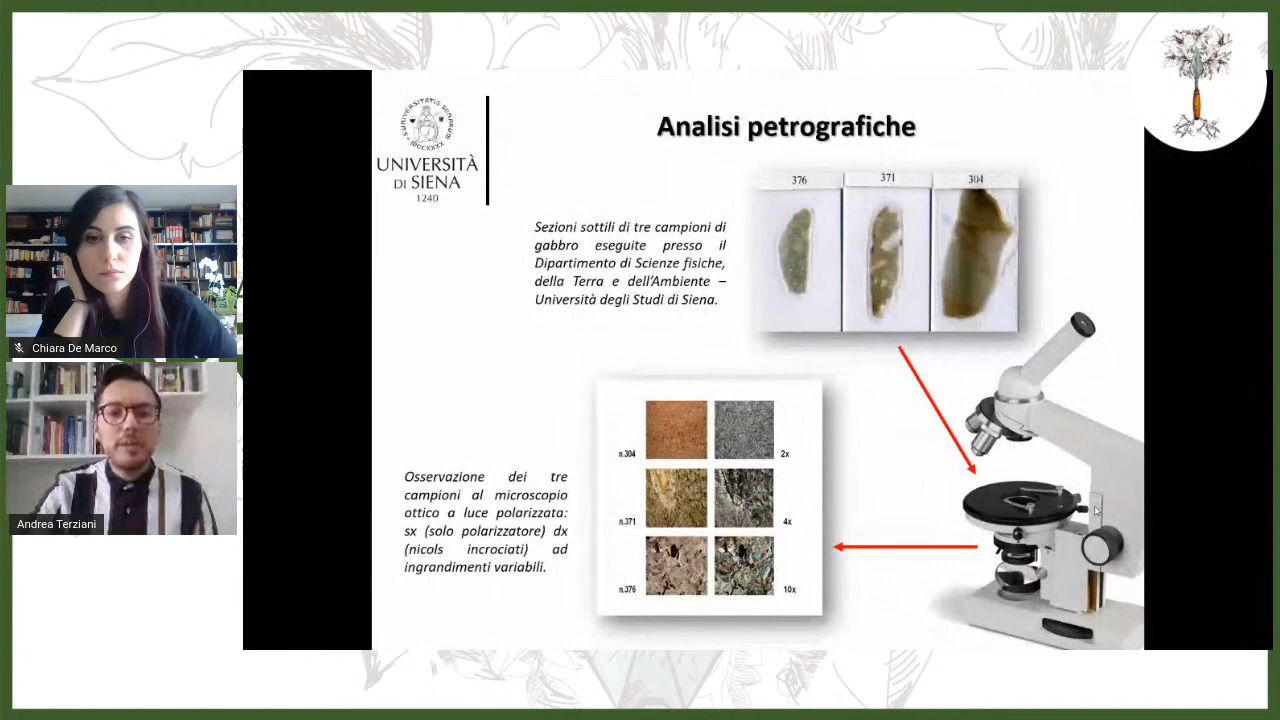 Analisi petrografiche
UNIVERSITÀ
DI SIENA
1240
376
371
304
Sezioni sottili di tre campioni di
gabbro eseguite presso il
Dipartimento di Scienze fisiche,
della Terra e dell'Ambiente –
Università degli Studi di Siena.
Chiara De Marco
Andrea Terziani
Osservazione dei tre
campioni al microscopio
ottico a luce polarizzata:
sx (solo polarizzatore) dx
(nicols incrociati) ad
ingrandimenti variabili.
n.304
2x
n.371
4x
n.376
10x